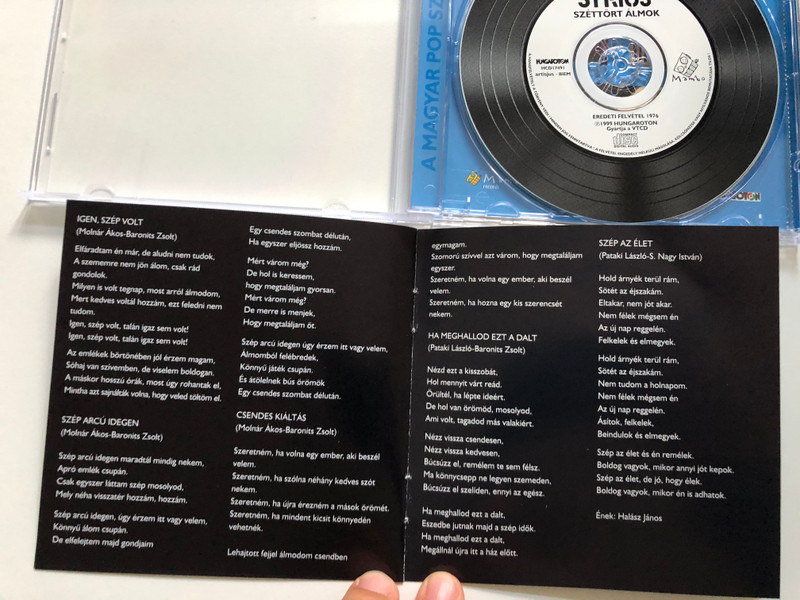 SYRIUS
SZÉTTÖRT ÁLMOK
HUNGAROTON
artisjus - BIEM
Mambo
EREDETI FELVÉTEL 1976
℗1999 HUNGAROTON
Gyártja a VTCD
A MAGYAR POP SZ
IGEN, SZÉP VOLT
(Molnár Ákos-Baronits Zsolt)
Elfáradtam én már, de aludni nem tudok,
A szememre nem jön álom, csak rád
gondolok.
Milyen is volt tegnap, most arról álmodom,
Mert kedves voltál hozzám, ezt feledni nem
tudom.
Igen, szép volt, talán igaz sem volt!
Igen, szép volt, talán igaz sem volt!
Az emlékek börtönében jól érzem magam,
Sóhaj van szívemben, de viselem boldogan.
A máskor hosszú órák, most úgy rohantak el,
Mintha azt sajnálták volna, hogy veled töltöm el.
SZÉP ARCÚ IDEGEN
(Molnár Ákos-Baronits Zsolt)
Szép arcú idegen maradtál mindig nekem,
Apró emlék csupán.
Csak egyszer láttam szép mosolyod,
Mely néha visszatér hozzám, hozzám.
Szép arcú idegen, úgy érzem itt vagy velem,
Könnyű álom csupán.
De elfelejtem majd gondjaim
Egy csendes szombat délután,
Ha egyszer eljössz hozzám.
Mért várom még?
De hol is keressem,
hogy megtaláljam gyorsan.
Mért várom még?
De merre is menjek,
Hogy megtaláljam őt.
Szép arcú idegen úgy érzem itt vagy velem,
Álmomból felébredek,
Könnyű játék csupán.
És átölelnek bús örömök
Egy csendes szombat délután.
CSENDES KIÁLTÁS
(Molnár Ákos-Baronits Zsolt)
Szeretném, ha volna egy ember, aki beszél
velem.
Szeretném, ha szólna néhány kedves szót
nekem.
Szeretném, ha újra érezném a mások örömét.
Szeretném, ha mindent kicsit könnyedén
vehetnék.
Lehajtott fejjel álmodom csendben
egymagam.
Szomorú szívvel azt várom, hogy megtaláljam
egyszer.
Szeretném, ha volna egy ember, aki beszél
velem.
Szeretném, ha hozna egy kis szerencsét
nekem.
HA MEGHALLOD EZT A DALT
(Pataki László-Baronits Zsolt)
Nézd ezt a kisszobát,
Hol mennyit várt reád.
Örültél, ha lépte ideért.
De hol van örömöd, mosolyod,
Ami volt, tagadod más valakiért.
Nézz vissza csendesen,
Nézz vissza kedvesen,
Búcsúzz el, remélem te sem félsz.
Ma könnycsepp ne legyen szemeden,
Búcsúzz el szelíden, ennyi az egész.
Ha meghallod ezt a dalt,
Eszedbe jutnak majd a szép idők.
Ha meghallod ezt a dalt,
Megállnál újra itt a ház előtt.
SZÉP AZ ÉLET
(Pataki László-S. Nagy István)
Hold árnyék terül rám,
Sötét az éjszakám.
Eltakar, nem jót akar.
Nem félek mégsem én
Az új nap reggelén.
Felkelek és elmegyek.
Hold árnyék terül rám,
Sötét az éjszakám.
Nem tudom a holnapom.
Nem félek mégsem én
Az új nap reggelén.
Ásítok, felkelek,
Beindulok és elmegyek.
Szép az élet és én remélek.
Boldog vagyok, mikor annyi jót kepok.
Szép az élet, de jó, hogy élek.
Boldog vagyok, mikor én is adhatok.
Ének: Halász János